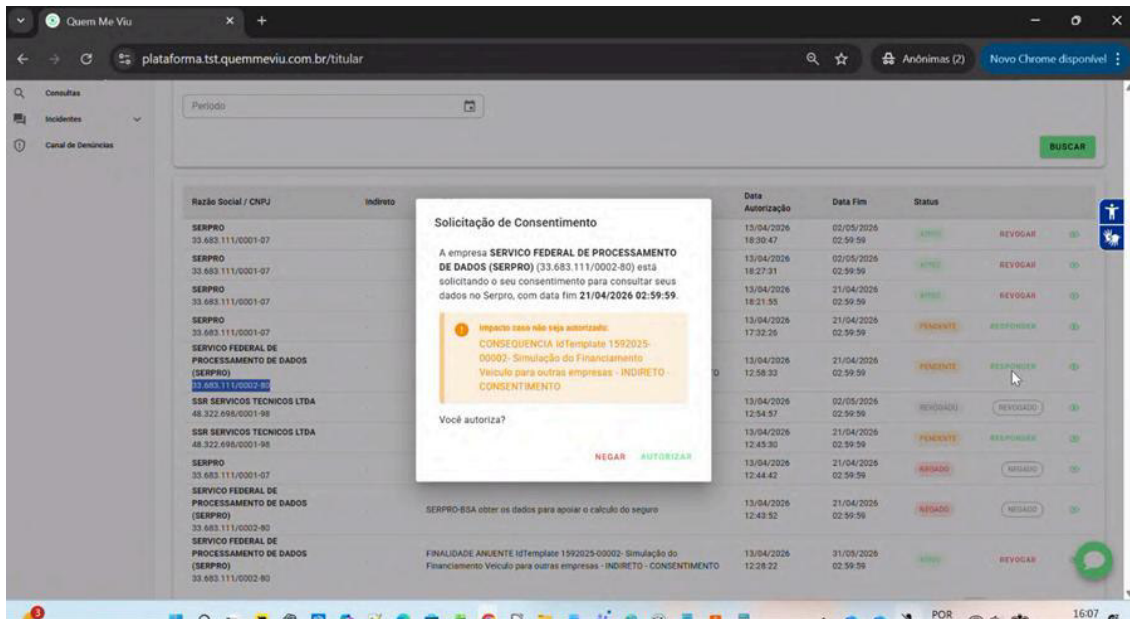 Quem Me Viu
plataforma.tst.quemmeviu.com.br/titular
Anônimas (2)
Novo Chrome disponível
Consultas
Incidentes
Canal de Denúncias
Período
BUSCAR
Razão Social / CNPJ
Indireto
Data Autorização
Data Fim
Status
SERPRO
33.683.111/0001-07
13/04/2026
18:30:47
02/05/2026
02:59:59
ATIVO
REVOGAR
SERPRO
33.683.111/0001-07
13/04/2026
18:27:31
02/05/2026
02:59:59
ATIVO
REVOGAR
SERPRO
33.683.111/0001-07
13/04/2026
18:21:55
21/04/2026
02:59:59
ATIVO
REVOGAR
SERPRO
33.683.111/0001-07
13/04/2026
17:32:26
21/04/2026
02:59:59
PENDENTE
RESPONDER
SERVICO FEDERAL DE
PROCESSAMENTO DE DADOS
(SERPRO)
33.683.111/0002-80
13/04/2026
12:58:33
21/04/2026
02:59:59
PENDENTE
RESPONDER
SSR SERVICOS TECNICOS LTDA
48.322.698/0001-98
13/04/2026
12:54:57
02/05/2026
02:59:59
REVOGADO
REVOGADO
SSR SERVICOS TECNICOS LTDA
48.322.698/0001-98
13/04/2026
12:45:30
21/04/2026
02:59:59
PENDENTE
RESPONDER
SERPRO
33.683.111/0001-07
13/04/2026
12:44:42
21/04/2026
02:59:59
NEGADO
NEGADO
SERVICO FEDERAL DE
PROCESSAMENTO DE DADOS
(SERPRO)
33.683.111/0002-80
SERPRO-BSA obter os dados para apoiar o calculo do seguro
13/04/2026
12:43:52
21/04/2026
02:59:59
NEGADO
NEGADO
SERVICO FEDERAL DE
PROCESSAMENTO DE DADOS
(SERPRO)
33.683.111/0002-80
FINALIDADE ANUENTE IdTemplate 1592025-00002- Simulação do
Financiamento Veiculo para outras empresas - INDIRETO - CONSENTIMENTO
13/04/2026
12:28:22
31/05/2026
02:59:59
ATIVO
REVOGAR
Solicitação de Consentimento
A empresa SERVICO FEDERAL DE PROCESSAMENTO
DE DADOS (SERPRO) (33.683.111/0002-80) está
solicitando o seu consentimento para consultar seus
dados no Serpro, com data fim 21/04/2026 02:59:59.
Impacto caso não seja autorizado:
CONSEQUENCIA IdTemplate 1592025-
00002- Simulação do Financiamento
Veiculo para outras empresas - INDIRETO -
CONSENTIMENTO
Você autoriza?
NEGAR
AUTORIZAR
3
POR
16:07